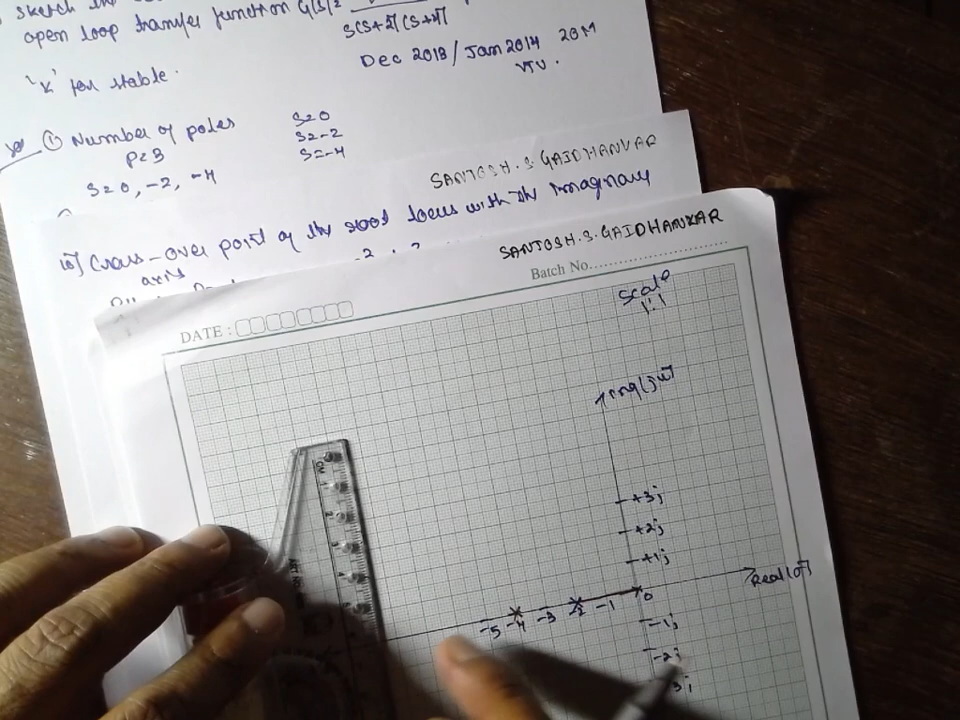 sketch the
open loop transfer function G(s)=
s(s+2)(s+4)
Dec 2013/Jan 2014 20M
VTU.
'K' for stable.
① Number of poles
P=3
s=0, -2, -4
s=0
s=-2
s=-4
SANTOSH.S.GAIDHANKAR
Cross-over point of the root locus with the imaginary
axis
SANTOSH.S.GAIDHANKAR
Batch No.
DATE :
Scale
1:1
Img(jω)
+3j
+2j
+1j
Real(σ)
-5 -4 -3 -2 -1 0
-1j
-2j
-3j